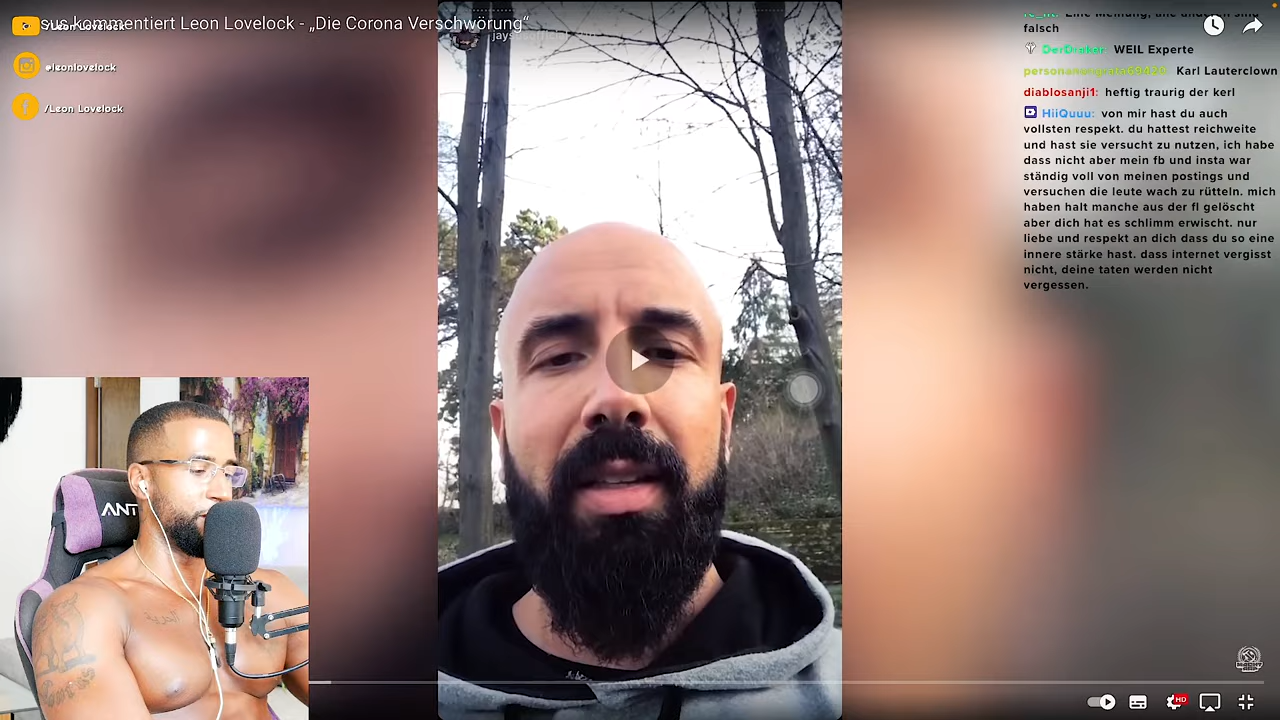 sus kommentiert Leon Lovelock - „Die Corona Verschwörung“
/Leon Lovelock
@leonlovelock
/Leon Lovelock
falsch
DerDraker: WEIL Experte
Karl Lauterclown
diablosanji1: heftig traurig der kerl
HiiQuuu: von mir hast du auch
vollsten respekt. du hattest reichweite
und hast sie versucht zu nutzen, ich habe
dass nicht aber mein fb und insta war
ständig voll von meinen postings und
versuchen die leute wach zu rütteln. mich
haben halt manche aus der fl gelöscht
aber dich hat es schlimm erwischt. nur
liebe und respekt an dich dass du so eine
innere stärke hast. dass internet vergisst
nicht, deine taten werden nicht
vergessen.
ANT
HD